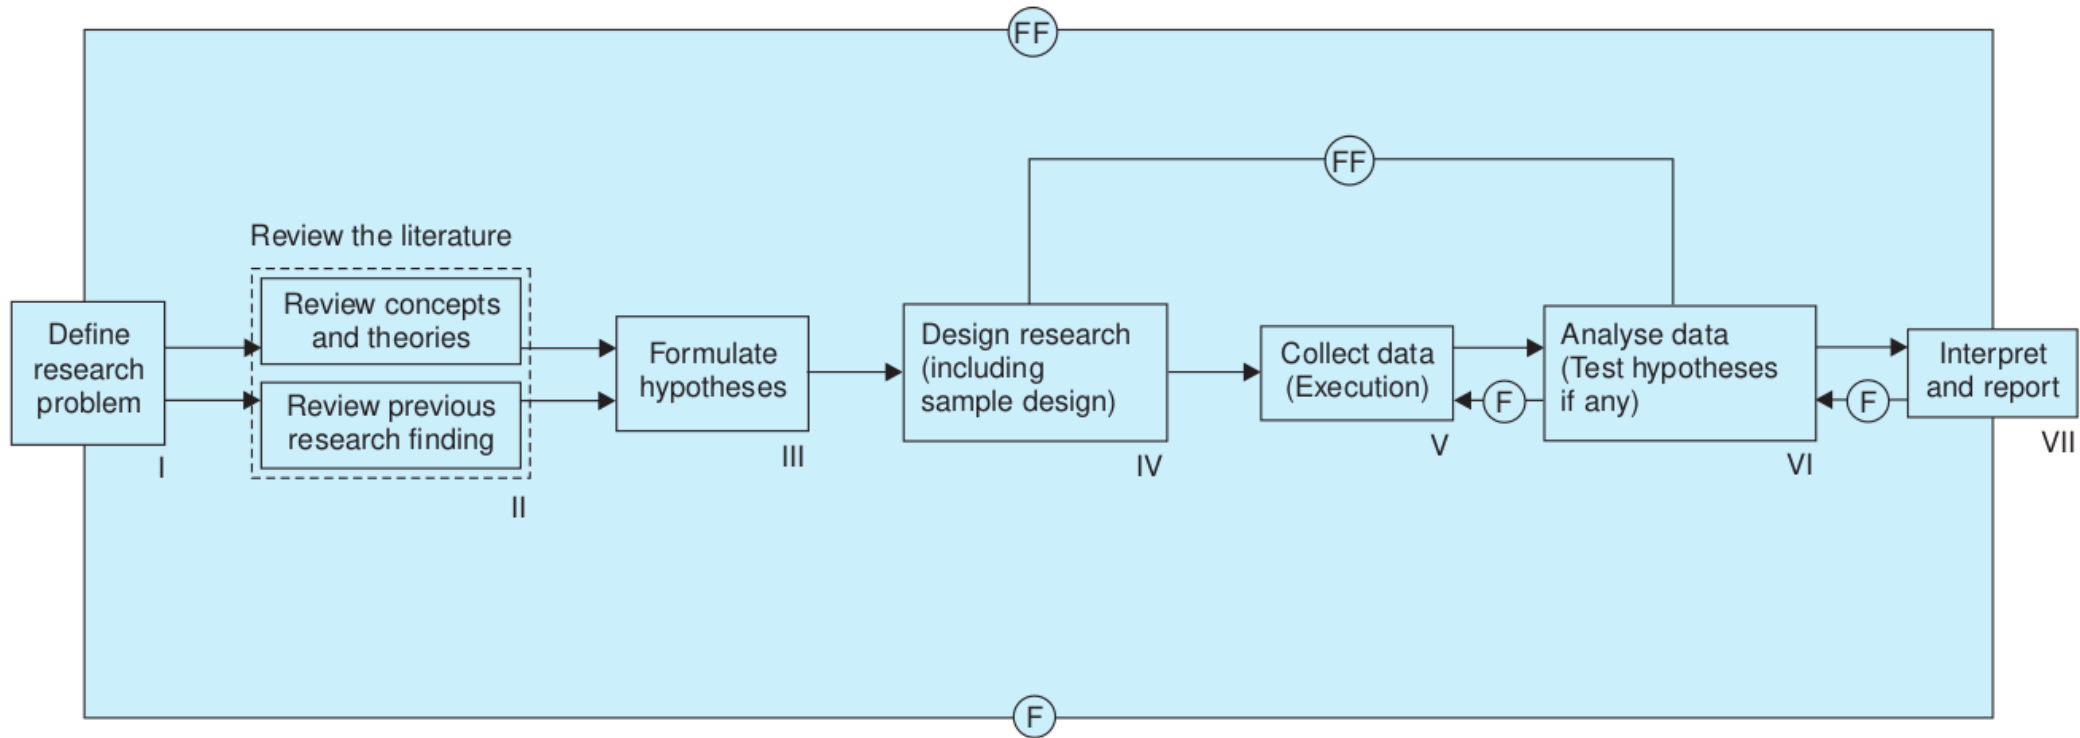 FF
FF
Review the literature
Define
research
problem
I
Review concepts
and theories
Review previous
research finding
II
Formulate
hypotheses
III
Design research
(including
sample design)
IV
Collect data
(Execution)
V
F
Analyse data
(Test hypotheses
if any)
VI
F
Interpret
and report
VII
F